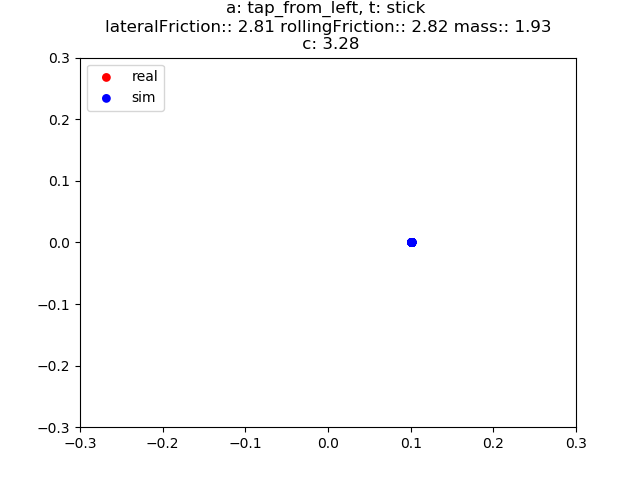 a: tap_from_left, t: stick
lateralFriction:: 2.81 rollingFriction:: 2.82 mass:: 1.93
c: 3.28
real
sim
0.3
0.2
0.1
0.0
−0.1
−0.2
−0.3
−0.3 −0.2 −0.1 0.0 0.1 0.2 0.3